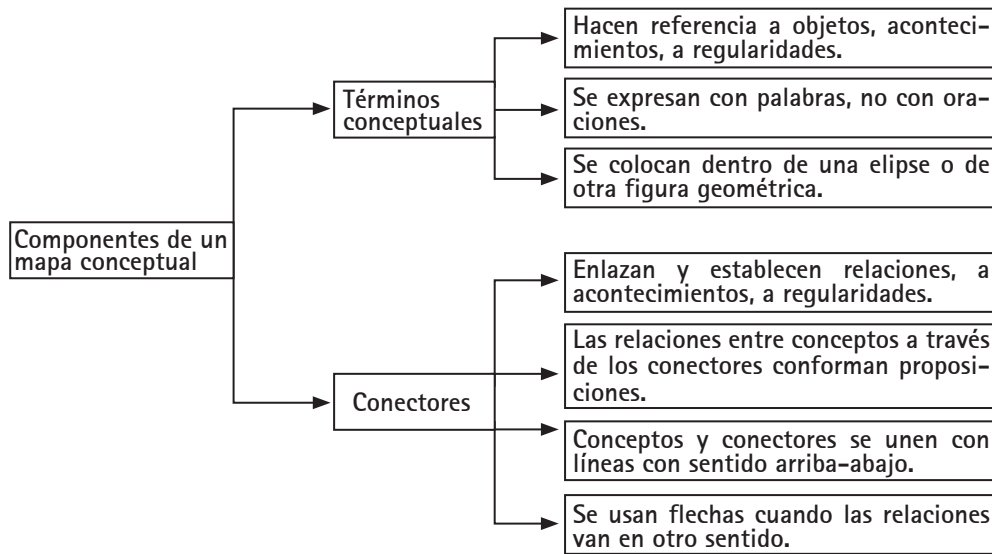 Componentes de un
mapa conceptual
Términos
conceptuales
Hacen referencia a objetos, aconteci-
mientos, a regularidades.
Se expresan con palabras, no con ora-
ciones.
Se colocan dentro de una elipse o de
otra figura geométrica.
Conectores
Enlazan y establecen relaciones, a
acontecimientos, a regularidades.
Las relaciones entre conceptos a través
de los conectores conforman proposi-
ciones.
Conceptos y conectores se unen con
líneas con sentido arriba-abajo.
Se usan flechas cuando las relaciones
van en otro sentido.